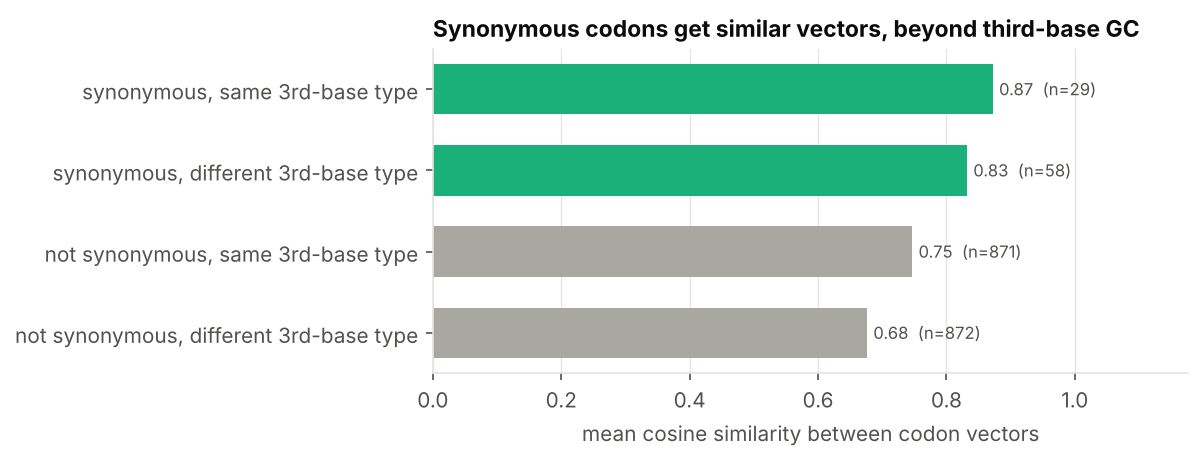 Synonymous codons get similar vectors, beyond third-base GC
synonymous, same 3rd-base type
0.87 (n=29)
synonymous, different 3rd-base type
0.83 (n=58)
not synonymous, same 3rd-base type
0.75 (n=871)
not synonymous, different 3rd-base type
0.68 (n=872)
0.0 0.2 0.4 0.6 0.8 1.0
mean cosine similarity between codon vectors